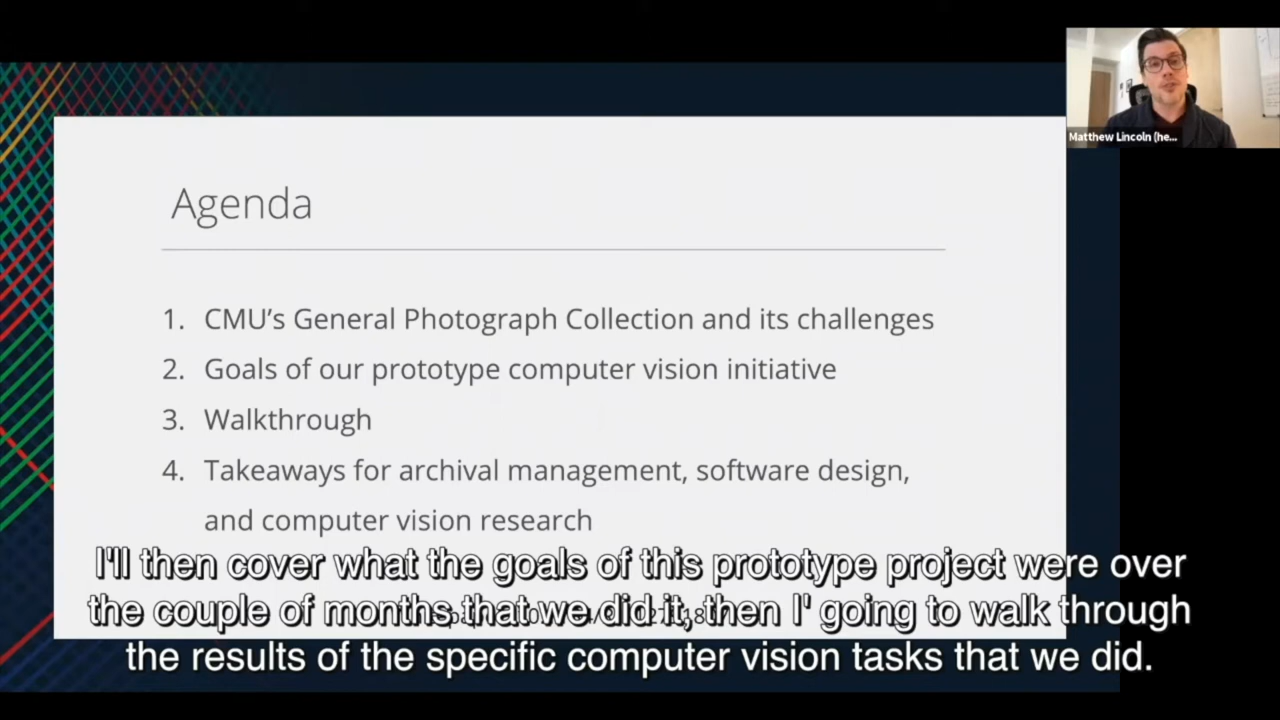 Matthew Lincoln (he...
Agenda
1. CMU’s General Photograph Collection and its challenges
2. Goals of our prototype computer vision initiative
3. Walkthrough
4. Takeaways for archival management, software design,
and computer vision research
I'll then cover what the goals of this prototype project were over
the couple of months that we did it, then I' going to walk through
the results of the specific computer vision tasks that we did.